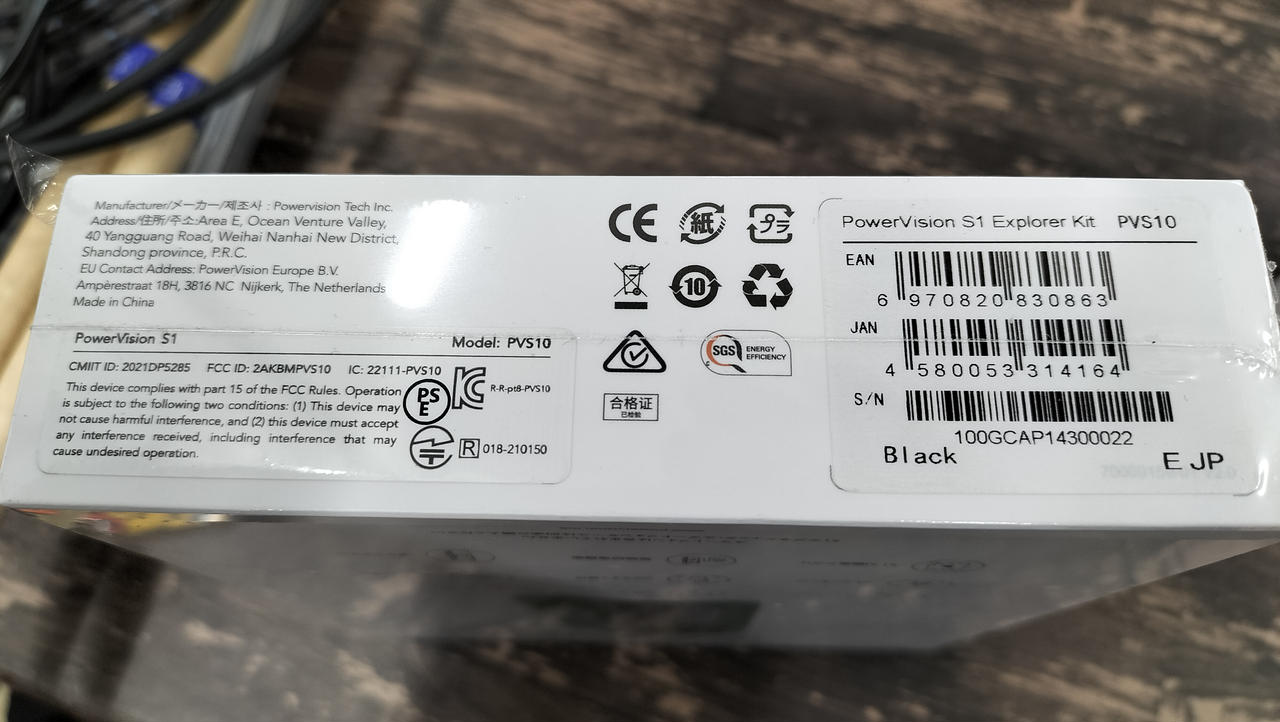 Manufacturer/メーカー/제조사 : Powervision Tech Inc.
Address/住所/주소:Area E, Ocean Venture Valley,
40 Yangguang Road, Weihai Nanhai New District,
Shandong province, P.R.C.
EU Contact Address: PowerVision Europe B.V.
Ampèrestraat 18H, 3816 NC Nijkerk, The Netherlands
Made in China
PowerVision S1
Model: PVS10
CMIIT ID: 2021DP5285 FCC ID: 2AKBMPVS10 IC: 22111-PVS10
This device complies with part 15 of the FCC Rules. Operation
is subject to the following two conditions: (1) This device may
not cause harmful interference, and (2) this device must accept
any interference received, including interference that may
cause undesired operation.
PS
E
R-R-pt8-PVS10
R 018-210150
CE
紙
プラ
10
SGS ENERGY
EFFICIENCY
合格证
已检验
PowerVision S1 Explorer Kit PVS10
EAN
6 970820 830863
JAN
4 580053 314164
S/N
100GCAP14300022
Black
E JP